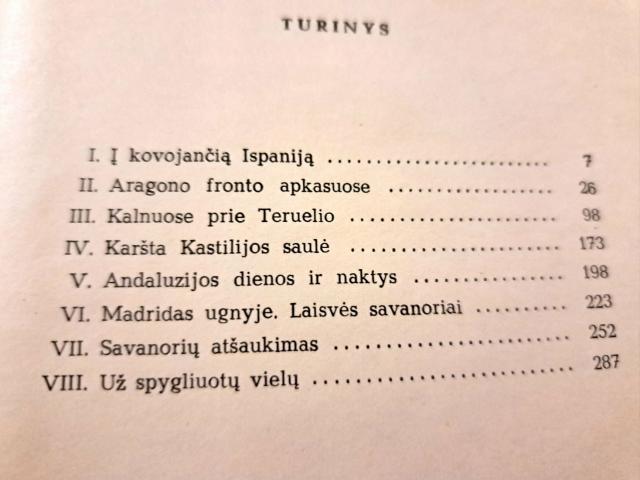 TURINYS
I. Į kovojančią Ispaniją .......................... 7
II. Aragono fronto apkasuose .................. 26
III. Kalnuose prie Teruelio ...................... 98
IV. Karšta Kastilijos saulė ...................... 173
V. Andaluzijos dienos ir naktys ................ 198
VI. Madridas ugnyje. Laisvės savanoriai .......... 223
VII. Savanorių atšaukimas ......................... 252
VIII. Už spygliuotų vielų ............................ 287